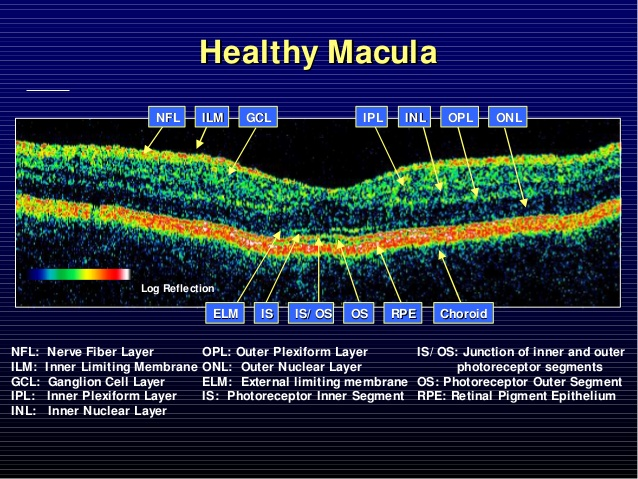 Healthy Macula
NFL ILM GCL IPL INL OPL ONL
Log Reflection
ELM IS IS/OS OS RPE Choroid
NFL: Nerve Fiber Layer
ILM: Inner Limiting Membrane
GCL: Ganglion Cell Layer
IPL: Inner Plexiform Layer
INL: Inner Nuclear Layer
OPL: Outer Plexiform Layer
ONL: Outer Nuclear Layer
ELM: External limiting membrane
IS: Photoreceptor Inner Segment
IS/OS: Junction of inner and outer
photoreceptor segments
OS: Photoreceptor Outer Segment
RPE: Retinal Pigment Epithelium